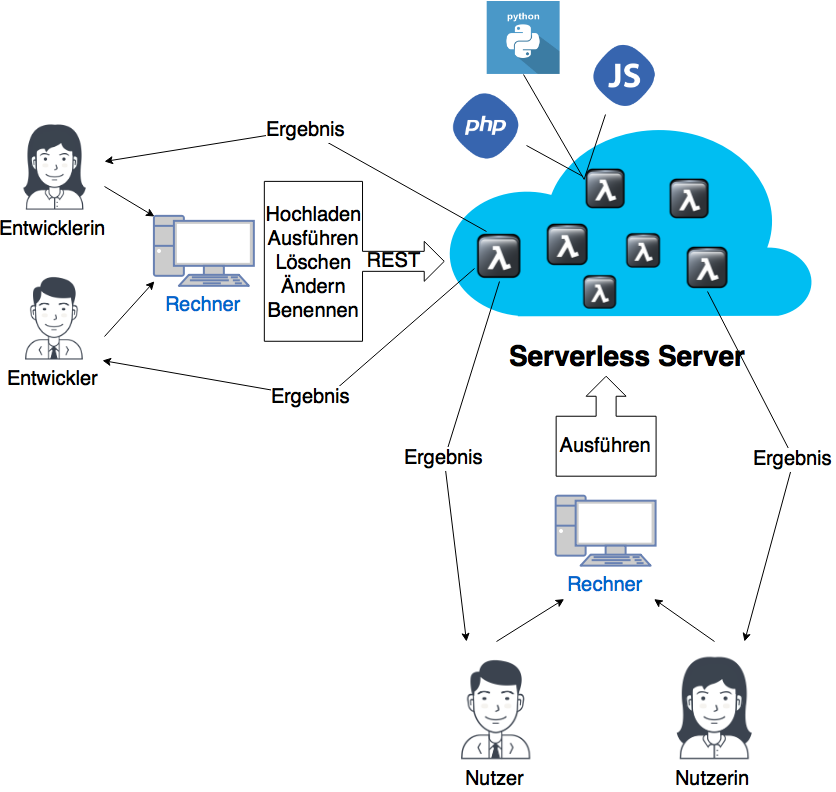 python
JS
php
Ergebnis
Entwicklerin
Hochladen
Ausführen
Löschen
Ändern
Benennen
REST
Rechner
λ
λ
λ
λ
λ
λ
λ
Entwickler
Ergebnis
Serverless Server
Ausführen
Ergebnis
Ergebnis
Rechner
Nutzer
Nutzerin